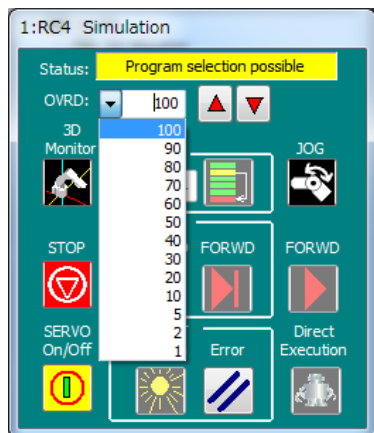 1:RC4 Simulation
Status: Program selection possible
OVRD: 100
3D
Monitor
JOG
100
90
80
70
60
50
40
30
20
10
5
2
1
STOP
FORWD
FORWD
SERVO
On/Off
Error
Direct
Execution